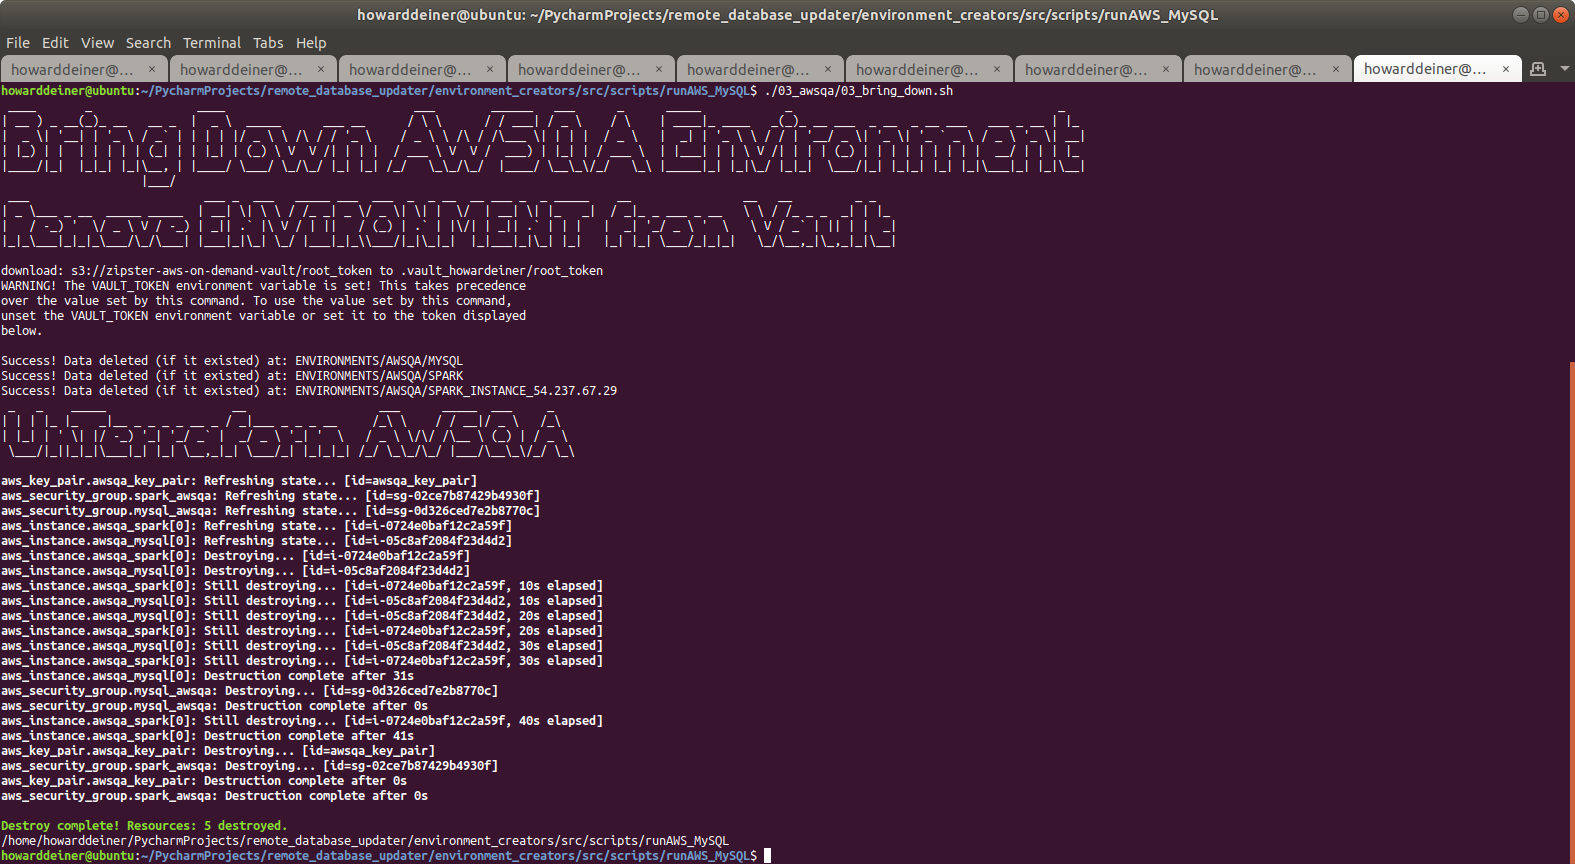 howarddeiner@ubuntu: ~/PycharmProjects/remote_database_updater/environment_creators/src/scripts/runAWS_MySQL
File Edit View Search Terminal Tabs Help
howarddeiner@... × howarddeiner@... × howarddeiner@... × howarddeiner@... × howarddeiner@... × howarddeiner@... × howarddeiner@... × howarddeiner@... × howarddeiner@... ×
howarddeiner@ubuntu:~/PycharmProjects/remote_database_updater/environment_creators/src/scripts/runAWS_MySQL$ ./03_awsqa/03_bring_down.sh
Bring Down AWSQA Environment
Remove ENVIRONMENT from Vault
download: s3://zipster-aws-on-demand-vault/root_token to .vault_howardeiner/root_token
WARNING! The VAULT_TOKEN environment variable is set! This takes precedence
over the value set by this command. To use the value set by this command,
unset the VAULT_TOKEN environment variable or set it to the token displayed
below.
Success! Data deleted (if it existed) at: ENVIRONMENTS/AWSQA/MYSQL
Success! Data deleted (if it existed) at: ENVIRONMENTS/AWSQA/SPARK
Success! Data deleted (if it existed) at: ENVIRONMENTS/AWSQA/SPARK_INSTANCE_54.237.67.29
UnTerraform AWSQA
aws_key_pair.awsqa_key_pair: Refreshing state... [id=awsqa_key_pair]
aws_security_group.spark_awsqa: Refreshing state... [id=sg-02ce7b87429b4930f]
aws_security_group.mysql_awsqa: Refreshing state... [id=sg-0d326ced7e2b8770c]
aws_instance.awsqa_spark[0]: Refreshing state... [id=i-0724e0baf12c2a59f]
aws_instance.awsqa_mysql[0]: Refreshing state... [id=i-05c8af2084f23d4d2]
aws_instance.awsqa_spark[0]: Destroying... [id=i-0724e0baf12c2a59f]
aws_instance.awsqa_mysql[0]: Destroying... [id=i-05c8af2084f23d4d2]
aws_instance.awsqa_spark[0]: Still destroying... [id=i-0724e0baf12c2a59f, 10s elapsed]
aws_instance.awsqa_mysql[0]: Still destroying... [id=i-05c8af2084f23d4d2, 10s elapsed]
aws_instance.awsqa_mysql[0]: Still destroying... [id=i-05c8af2084f23d4d2, 20s elapsed]
aws_instance.awsqa_spark[0]: Still destroying... [id=i-0724e0baf12c2a59f, 20s elapsed]
aws_instance.awsqa_mysql[0]: Still destroying... [id=i-05c8af2084f23d4d2, 30s elapsed]
aws_instance.awsqa_spark[0]: Still destroying... [id=i-0724e0baf12c2a59f, 30s elapsed]
aws_instance.awsqa_mysql[0]: Destruction complete after 31s
aws_security_group.mysql_awsqa: Destroying... [id=sg-0d326ced7e2b8770c]
aws_security_group.mysql_awsqa: Destruction complete after 0s
aws_instance.awsqa_spark[0]: Still destroying... [id=i-0724e0baf12c2a59f, 40s elapsed]
aws_instance.awsqa_spark[0]: Destruction complete after 41s
aws_key_pair.awsqa_key_pair: Destroying... [id=awsqa_key_pair]
aws_security_group.spark_awsqa: Destroying... [id=sg-02ce7b87429b4930f]
aws_key_pair.awsqa_key_pair: Destruction complete after 0s
aws_security_group.spark_awsqa: Destruction complete after 0s
Destroy complete! Resources: 5 destroyed.
/home/howarddeiner/PycharmProjects/remote_database_updater/environment_creators/src/scripts/runAWS_MySQL
howarddeiner@ubuntu:~/PycharmProjects/remote_database_updater/environment_creators/src/scripts/runAWS_MySQL$